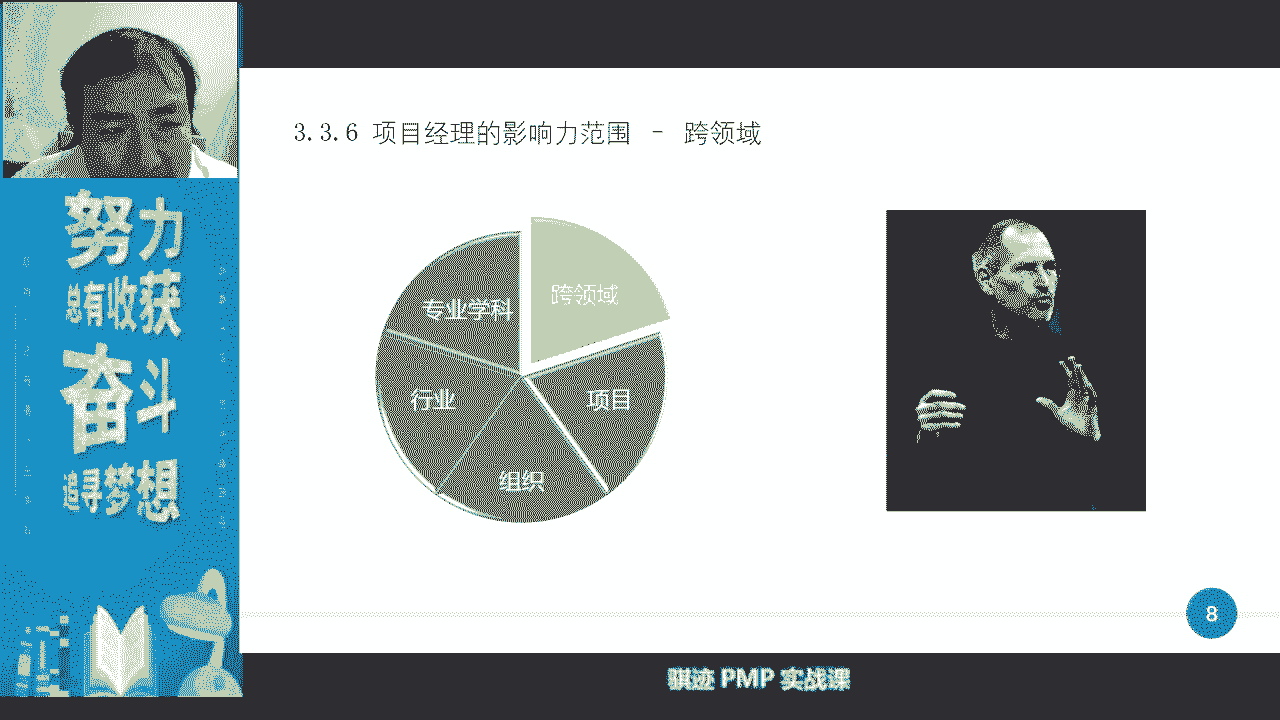 努力
总有收获
奋斗
追寻梦想
3.3.6 项目经理的影响力范围 - 跨领域
专业学科
跨领域
行业
项目
组织
8
骐迹 PMP 实战课